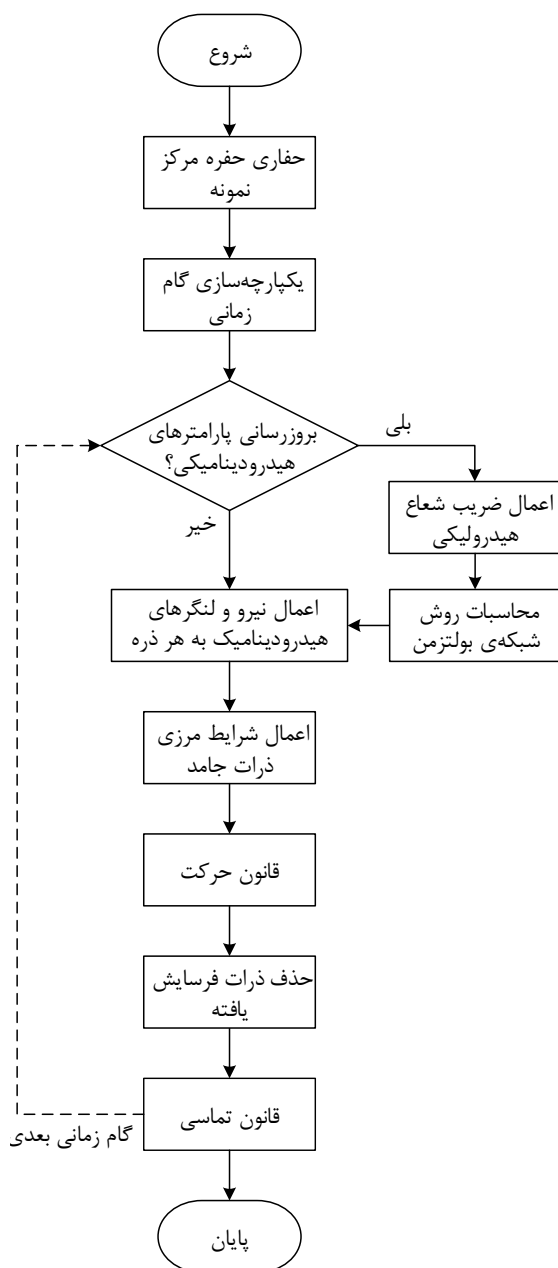 شروع
حفاری حفره مرکز
نمونه
یکپارچه‌سازی گام
زمانی
بروزرسانی پارامترهای
هیدرودینامیکی؟
بلی
خیر
اعمال ضریب شعاع
هیدرولیکی
محاسبات روش
شبکه‌ی بولتزمن
اعمال نیرو و لنگرهای
هیدرودینامیک به هر ذره
اعمال شرایط مرزی
ذرات جامد
قانون حرکت
حذف ذرات فرسایش
یافته
قانون تماسی
گام زمانی بعدی
پایان